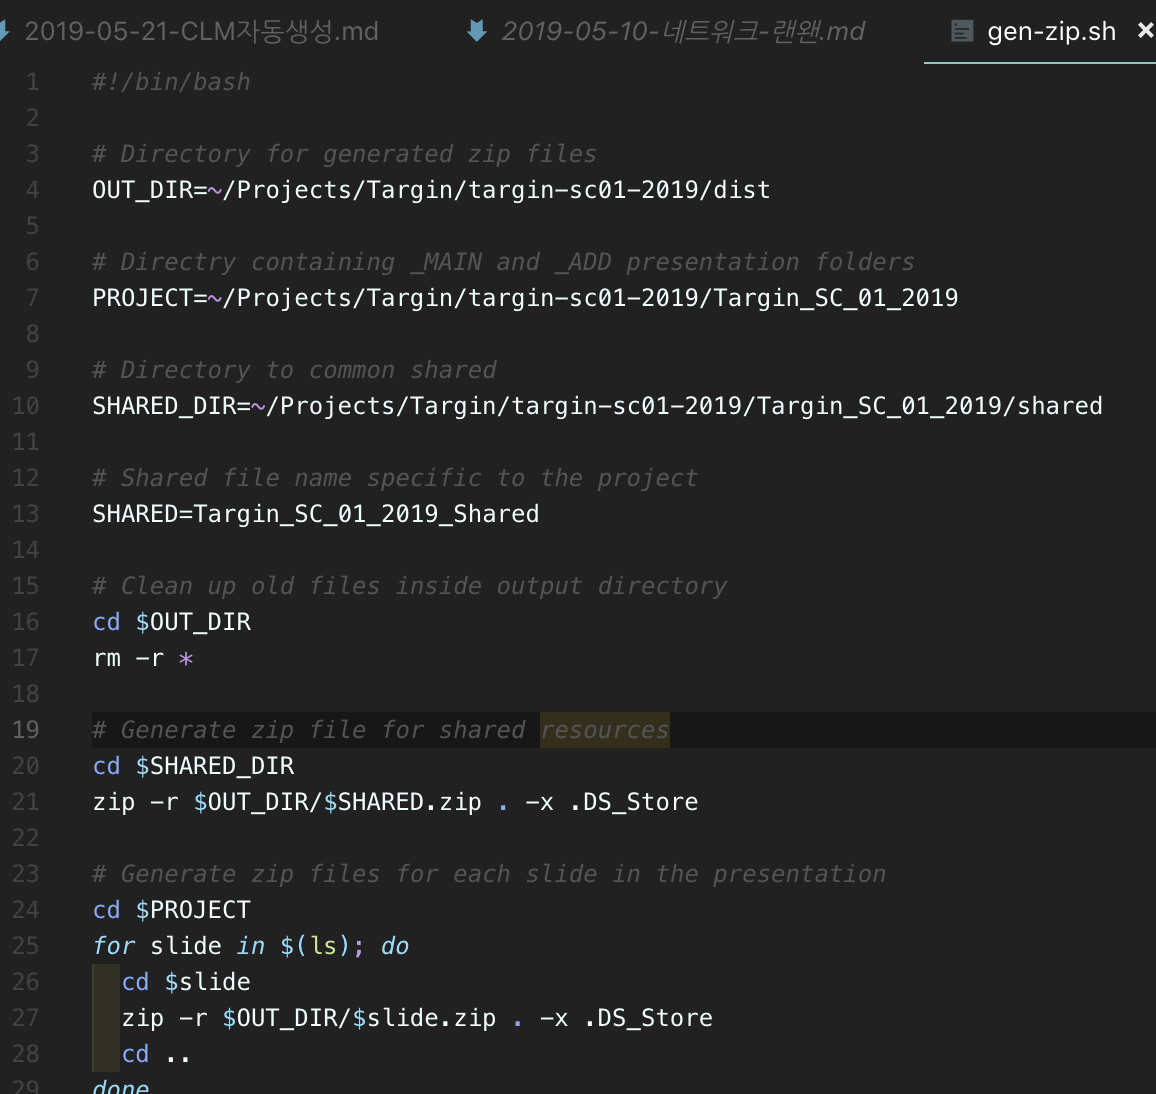 2019-05-21-CLM자동생성.md
2019-05-10-네트워크-랜왠.md
gen-zip.sh ×
1 #!/bin/bash
2
3 # Directory for generated zip files
4 OUT_DIR=~/Projects/Targin/targin-sc01-2019/dist
5
6 # Directry containing _MAIN and _ADD presentation folders
7 PROJECT=~/Projects/Targin/targin-sc01-2019/Targin_SC_01_2019
8
9 # Directory to common shared
10 SHARED_DIR=~/Projects/Targin/targin-sc01-2019/Targin_SC_01_2019/shared
11
12 # Shared file name specific to the project
13 SHARED=Targin_SC_01_2019_Shared
14
15 # Clean up old files inside output directory
16 cd $OUT_DIR
17 rm -r *
18
19 # Generate zip file for shared resources
20 cd $SHARED_DIR
21 zip -r $OUT_DIR/$SHARED.zip . -x .DS_Store
22
23 # Generate zip files for each slide in the presentation
24 cd $PROJECT
25 for slide in $(ls); do
26   cd $slide
27   zip -r $OUT_DIR/$slide.zip . -x .DS_Store
28   cd ..
29 done